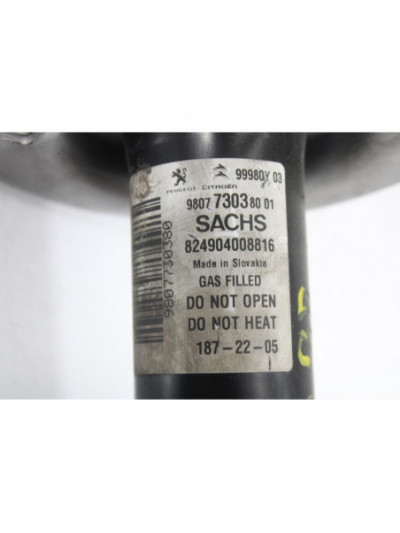 99980Y 03
PEUGEOT CITROËN
9807730380 01
SACHS
824904008816
Made in Slovakia
GAS FILLED
DO NOT OPEN
DO NOT HEAT
187-22-05
9807730380